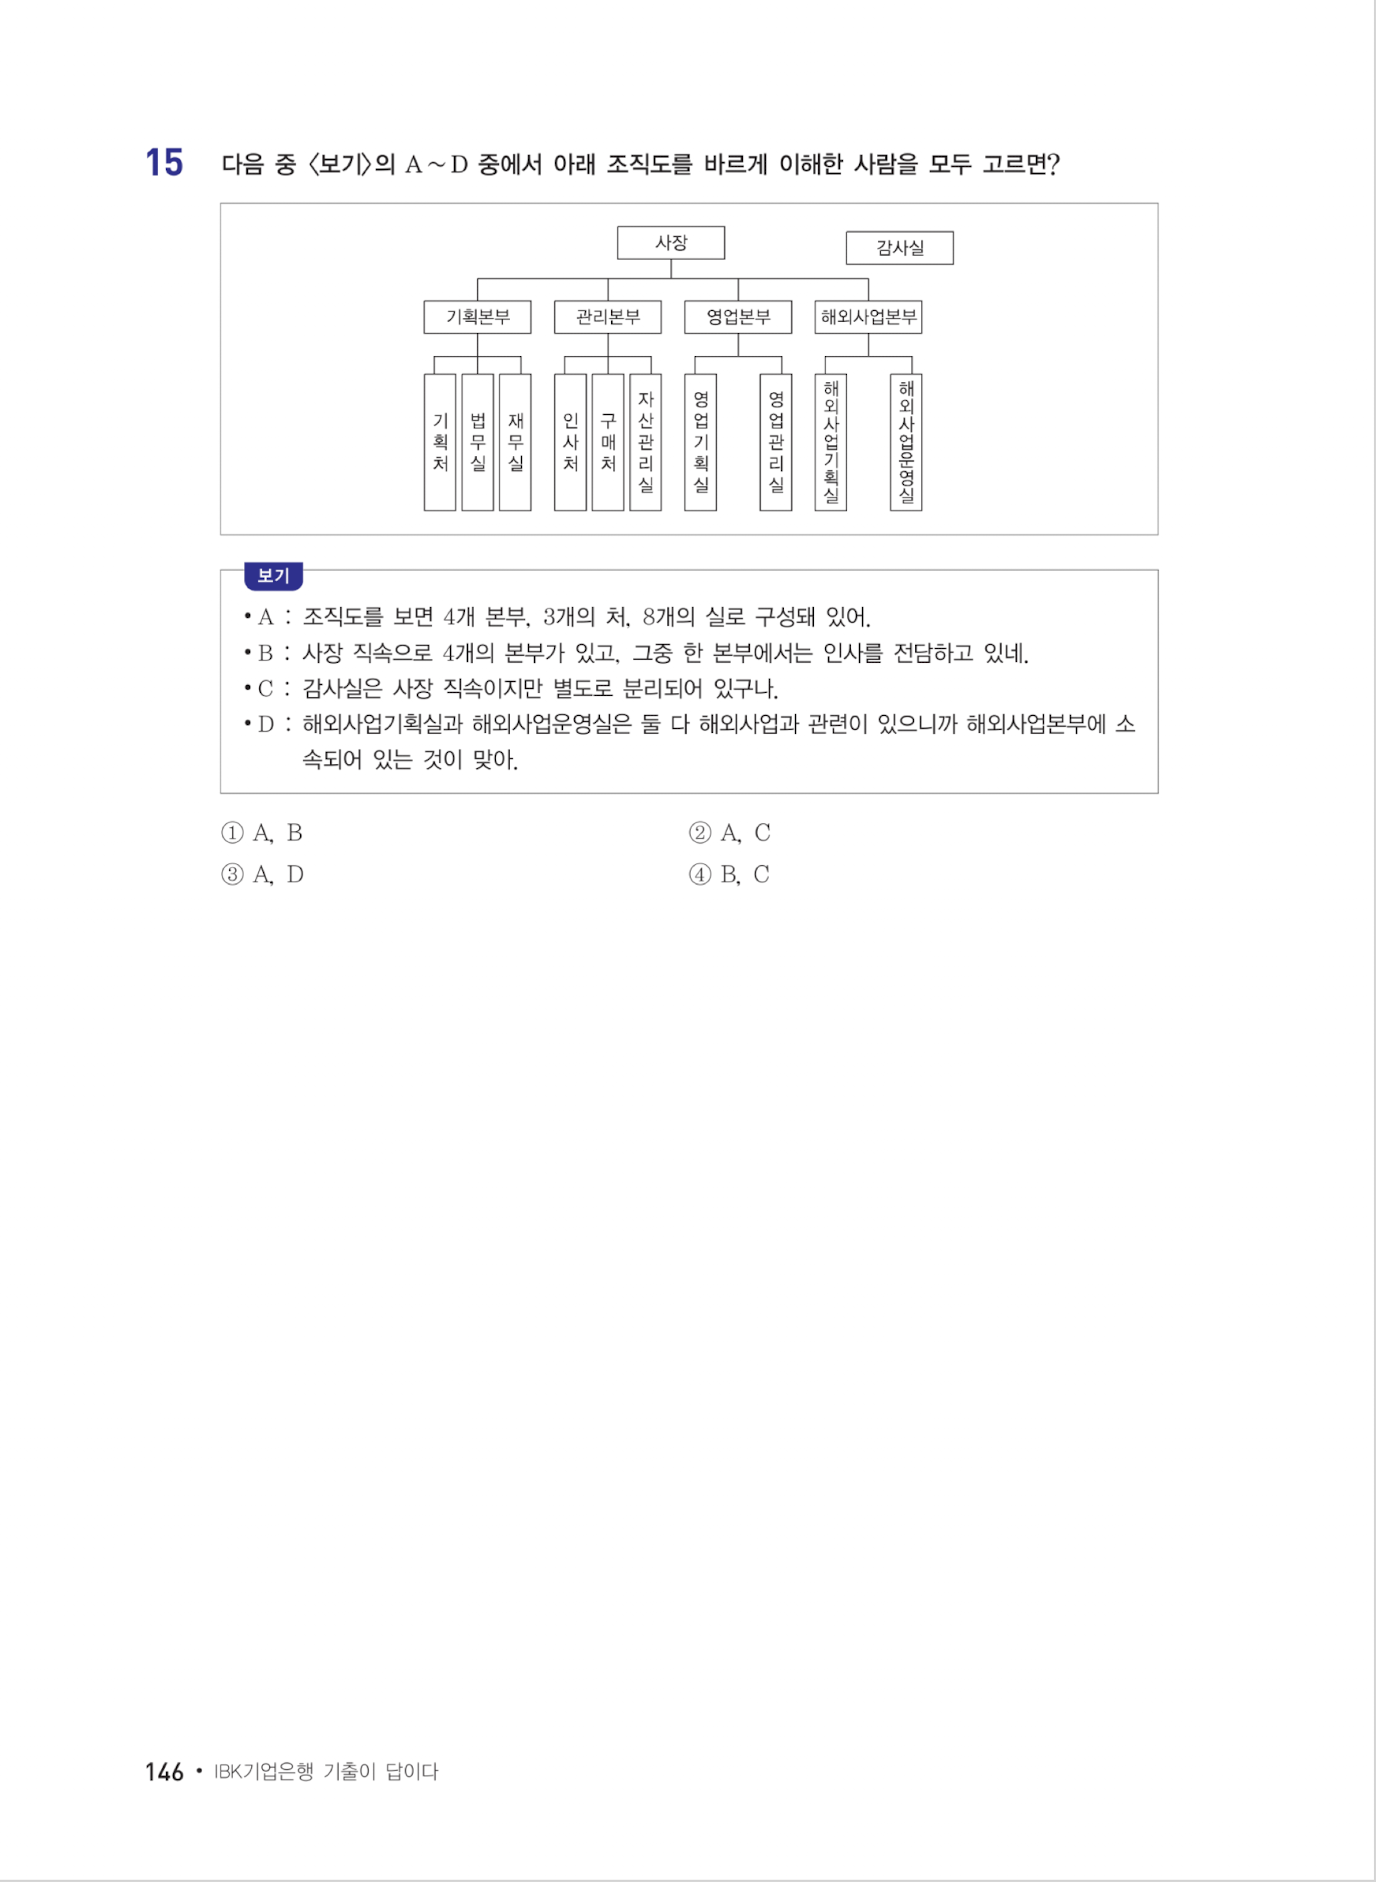 15 다음 중 〈보기〉의 A~D 중에서 아래 조직도를 바르게 이해한 사람을 모두 고르면?
사장
감사실
기획본부 관리본부 영업본부 해외사업본부
기획처 법무실 재무실 인사처 구매처 자산관리실 영업기획실 영업관리실 해외사업기획실 해외사업운영실
보기
• A : 조직도를 보면 4개 본부, 3개의 처, 8개의 실로 구성돼 있어.
• B : 사장 직속으로 4개의 본부가 있고, 그중 한 본부에서는 인사를 전담하고 있네.
• C : 감사실은 사장 직속이지만 별도로 분리되어 있구나.
• D : 해외사업기획실과 해외사업운영실은 둘 다 해외사업과 관련이 있으니까 해외사업본부에 소
속되어 있는 것이 맞아.
① A, B ② A, C
③ A, D ④ B, C
146 • IBK기업은행 기출이 답이다